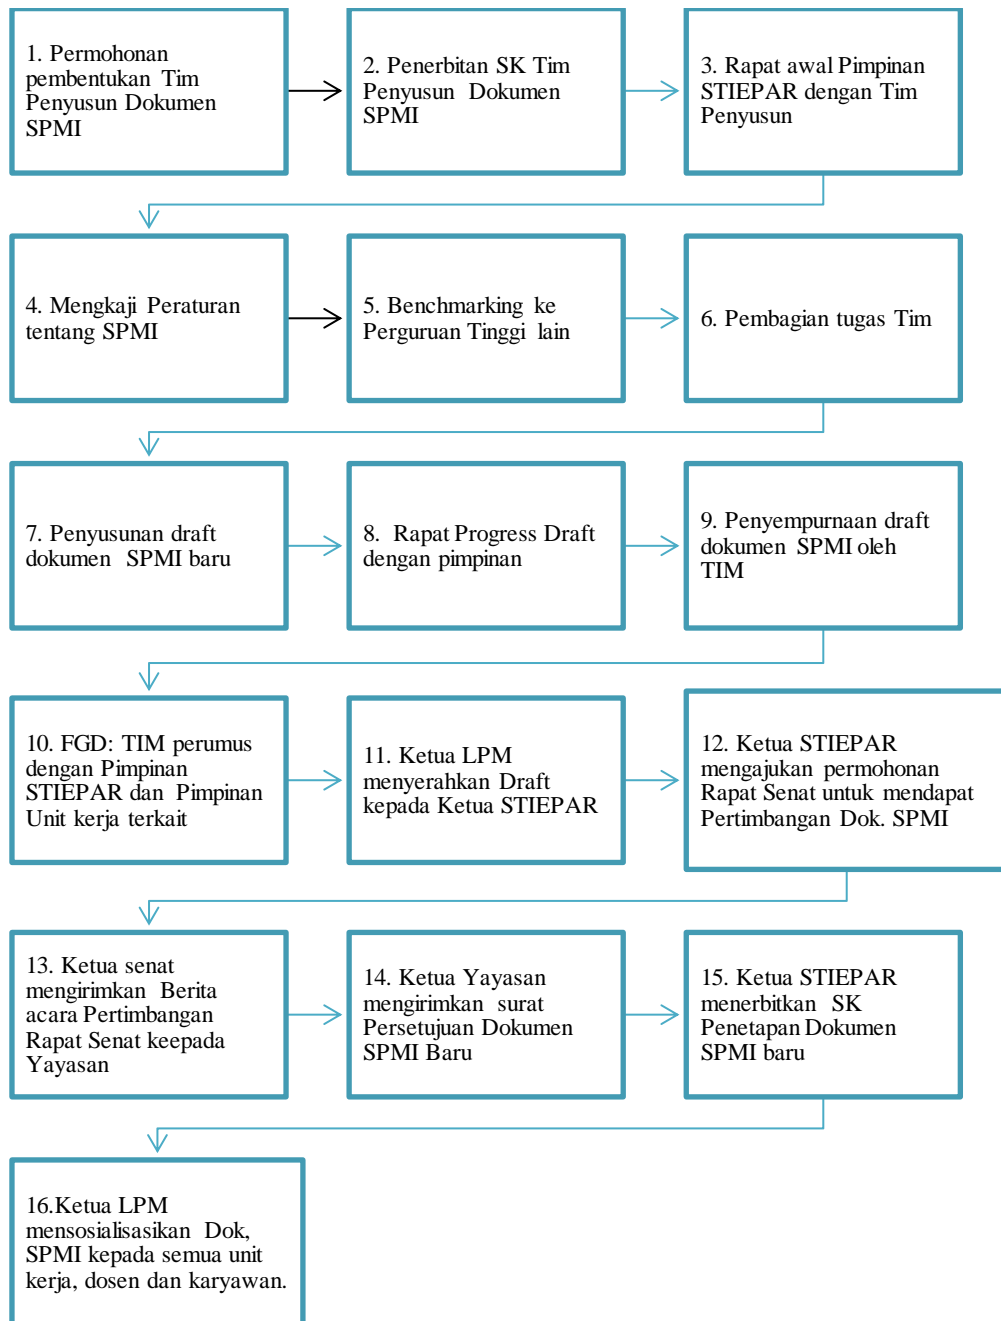 1. Permohonan
pembentukan Tim
Penyusun Dokumen
SPMI
2. Penerbitan SK Tim
Penyusun Dokumen
SPMI
3. Rapat awal Pimpinan
STIEPAR dengan Tim
Penyusun
4. Mengkaji Peraturan
tentang SPMI
5. Benchmarking ke
Perguruan Tinggi lain
6. Pembagian tugas Tim
7. Penyusunan draft
dokumen SPMI baru
8. Rapat Progress Draft
dengan pimpinan
9. Penyempurnaan draft
dokumen SPMI oleh
TIM
10. FGD: TIM perumus
dengan Pimpinan
STIEPAR dan Pimpinan
Unit kerja terkait
11. Ketua LPM
menyerahkan Draft
kepada Ketua STIEPAR
12. Ketua STIEPAR
mengajukan permohonan
Rapat Senat untuk mendapat
Pertimbangan Dok. SPMI
13. Ketua senat
mengirimkan Berita
acara Pertimbangan
Rapat Senat keepada
Yayasan
14. Ketua Yayasan
mengirimkan surat
Persetujuan Dokumen
SPMI Baru
15. Ketua STIEPAR
menerbitkan SK
Penetapan Dokumen
SPMI baru
16.Ketua LPM
mensosialisasikan Dok,
SPMI kepada semua unit
kerja, dosen dan karyawan.